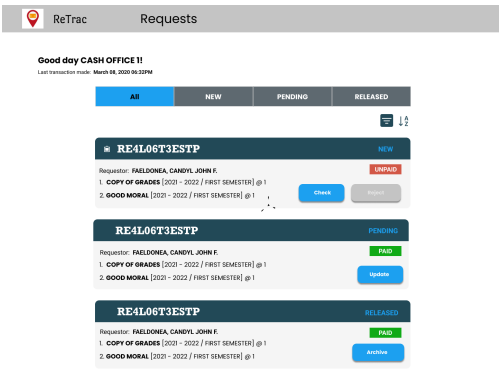 ReTrac Requests
Good day CASH OFFICE 1!
Last transaction made: March 08, 2020 06:32PM
All NEW PENDING RELEASED
A Z
RE4L06T3ESTP NEW
Requestor: FAELDONEA, CANDYL JOHN F. UNPAID
1. COPY OF GRADES [2021 - 2022 / FIRST SEMESTER] @ 1
2. GOOD MORAL [2021 - 2022 / FIRST SEMESTER] @ 1
Check Reject
RE4L06T3ESTP PENDING
Requestor: FAELDONEA, CANDYL JOHN F. PAID
1. COPY OF GRADES [2021 - 2022 / FIRST SEMESTER] @ 1
2. GOOD MORAL [2021 - 2022 / FIRST SEMESTER] @ 1
Update
RE4L06T3ESTP RELEASED
Requestor: FAELDONEA, CANDYL JOHN F. PAID
1. COPY OF GRADES [2021 - 2022 / FIRST SEMESTER] @ 1
2. GOOD MORAL [2021 - 2022 / FIRST SEMESTER] @ 1
Archive